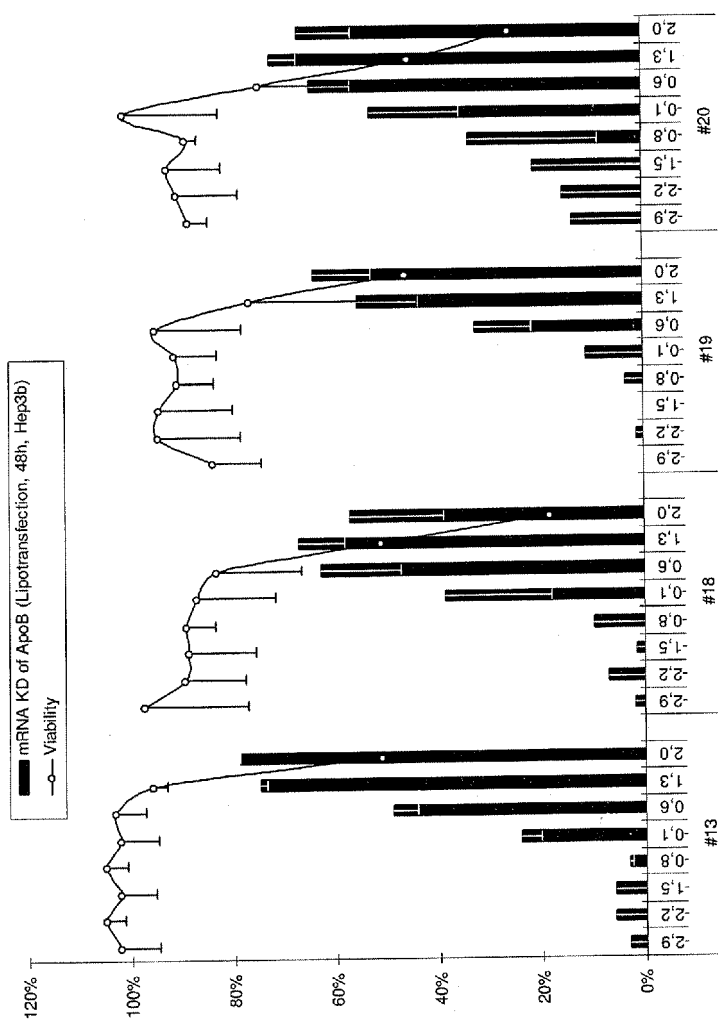 mRNA KD of ApoB (Lipotransfection, 48h, Hep3b)
Viability
120%
100%
80%
60%
40%
20%
0%
-2,9 -2,2 -1,5 -0,8 -0,1 0,6 1,3 2,0
#13
-2,9 -2,2 -1,5 -0,8 -0,1 0,6 1,3 2,0
#18
-2,9 -2,2 -1,5 -0,8 -0,1 0,6 1,3 2,0
#19
-2,9 -2,2 -1,5 -0,8 -0,1 0,6 1,3 2,0
#20